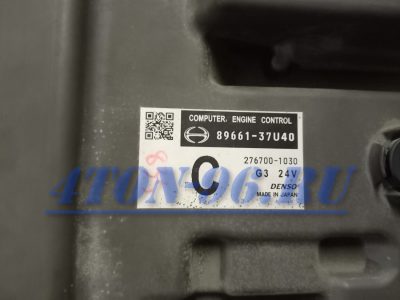 COMPUTER, ENGINE CONTROL
89661-37U40
276700-1030
C
G3 24V
DENSO
MADE IN JAPAN
4TON-96.RU